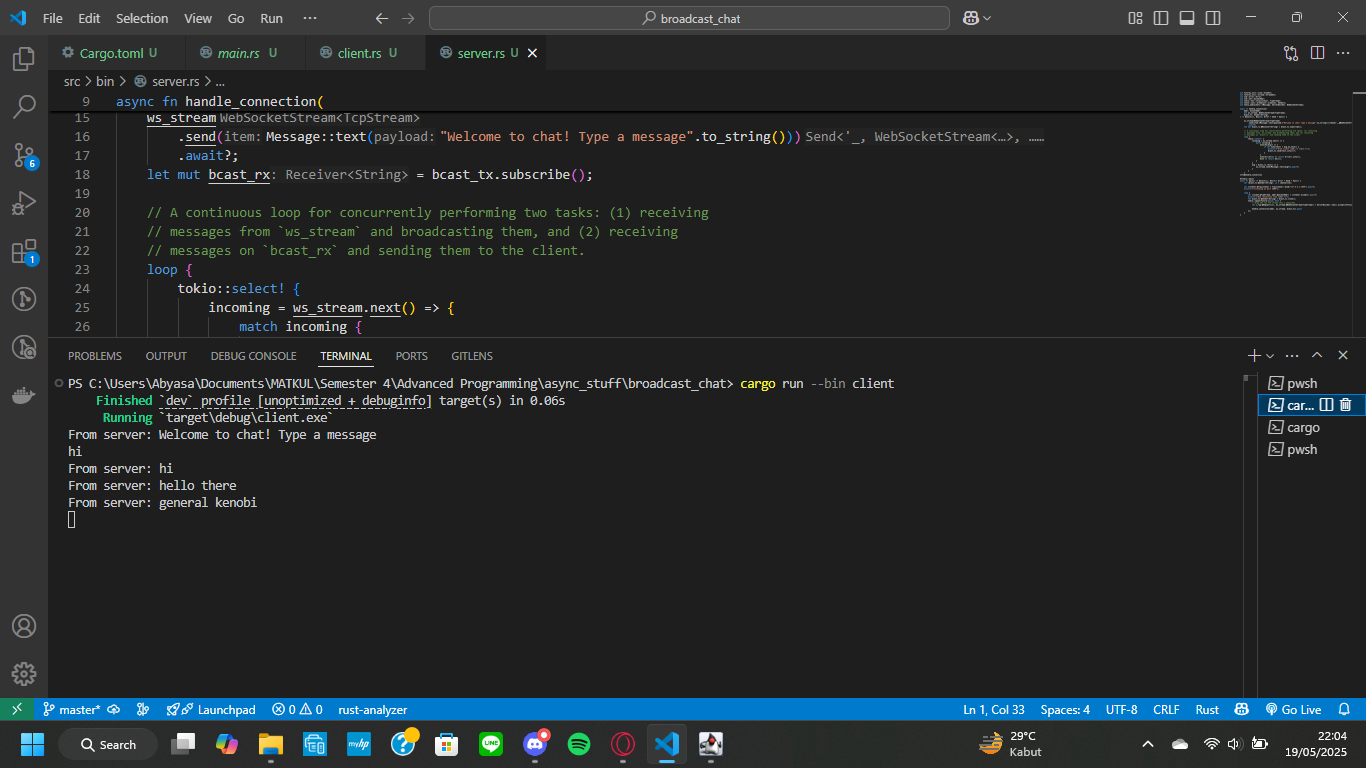 File Edit Selection View Go Run ··· broadcast_chat
Cargo.toml U main.rs U client.rs U server.rs U
src > bin > server.rs > ...
9 async fn handle_connection(
15 ws_stream WebSocketStream<TcpStream>
16 .send(item: Message::text(payload: "Welcome to chat! Type a message".to_string())) Send<'_, WebSocketStream<…>, ……
17 .await?;
18 let mut bcast_rx: Receiver<String> = bcast_tx.subscribe();
19
20 // A continuous loop for concurrently performing two tasks: (1) receiving
21 // messages from `ws_stream` and broadcasting them, and (2) receiving
22 // messages on `bcast_rx` and sending them to the client.
23 loop {
24 tokio::select! {
25 incoming = ws_stream.next() => {
26 match incoming {
PROBLEMS OUTPUT DEBUG CONSOLE TERMINAL PORTS GITLENS
PS C:\Users\Abyasa\Documents\MATKUL\Semester 4\Advanced Programming\async_stuff\broadcast_chat> cargo run --bin client
Finished `dev` profile [unoptimized + debuginfo] target(s) in 0.06s
Running `target\debug\client.exe`
From server: Welcome to chat! Type a message
hi
From server: hi
From server: hello there
From server: general kenobi
pwsh
car...
cargo
pwsh
6
1
master* Launchpad 0 0 rust-analyzer Ln 1, Col 33 Spaces: 4 UTF-8 CRLF Rust Go Live
Search myhp LINE 29°C Kabut 22:04
19/05/2025